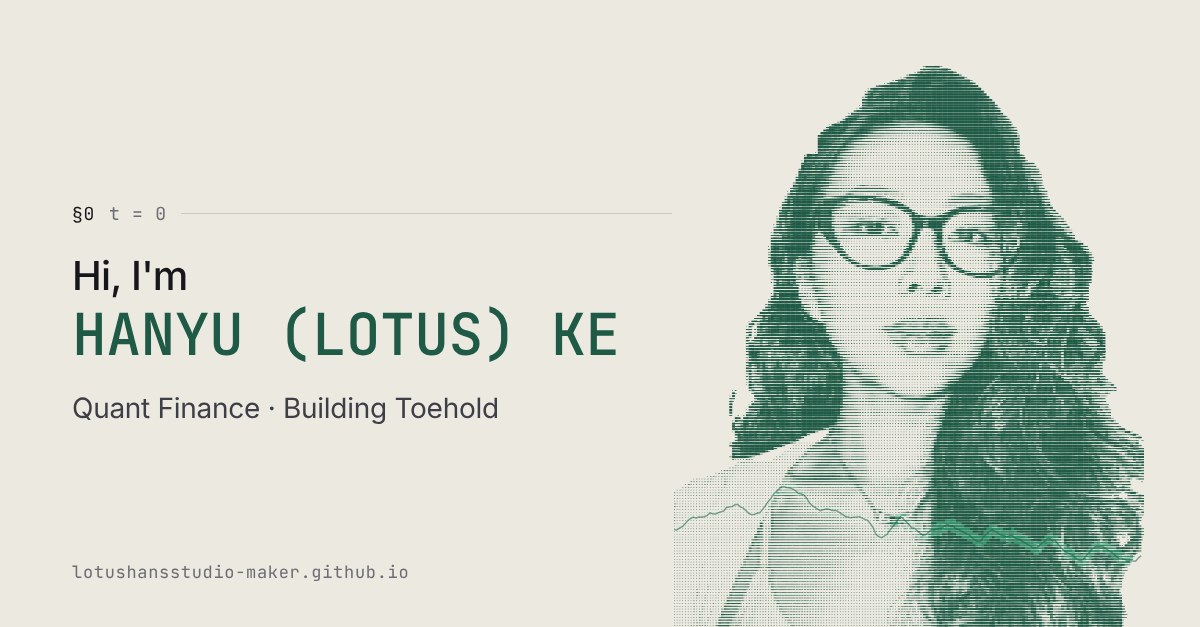 §0 t = 0
Hi, I'm
HANYU (LOTUS) KE
Quant Finance · Building Toehold
lotushansstudio-maker.github.io